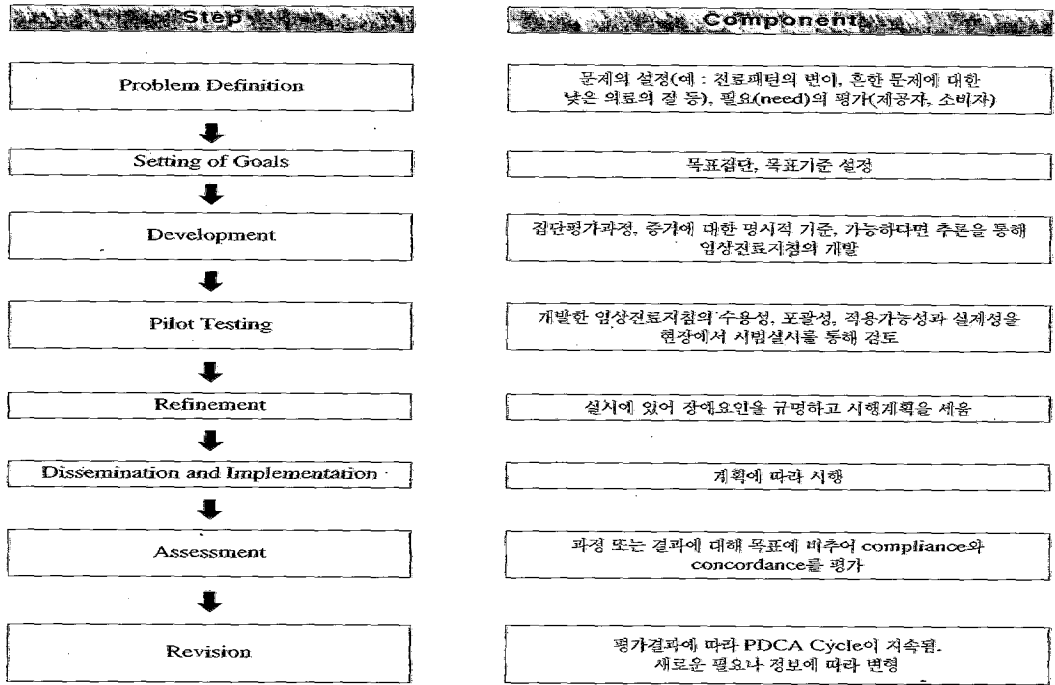 Step
Component
Problem Definition
문제의 설정(예 : 진료패턴의 변이, 흔한 문제에 대한
낮은 의료의 질 등), 필요(need)의 평가(제공자, 소비자)
Setting of Goals
목표집단, 목표기준 설정
Development
집단평가과정, 증거에 대한 명시적 기준, 가능하다면 추론을 통해
임상진료지침의 개발
Pilot Testing
개발한 임상진료지침의 수용성, 포괄성, 적용가능성과 실제성을
현장에서 시범실시를 통해 검토
Refinement
실시에 있어 장애요인을 규명하고 시행계획을 세움
Dissemination and Implementation
계획에 따라 시행
Assessment
과정 또는 결과에 대해 목표에 비추어 compliance와
concordance를 평가
Revision
평가결과에 따라 PDCA Cycle이 지속됨.
새로운 필요나 정보에 따라 변형